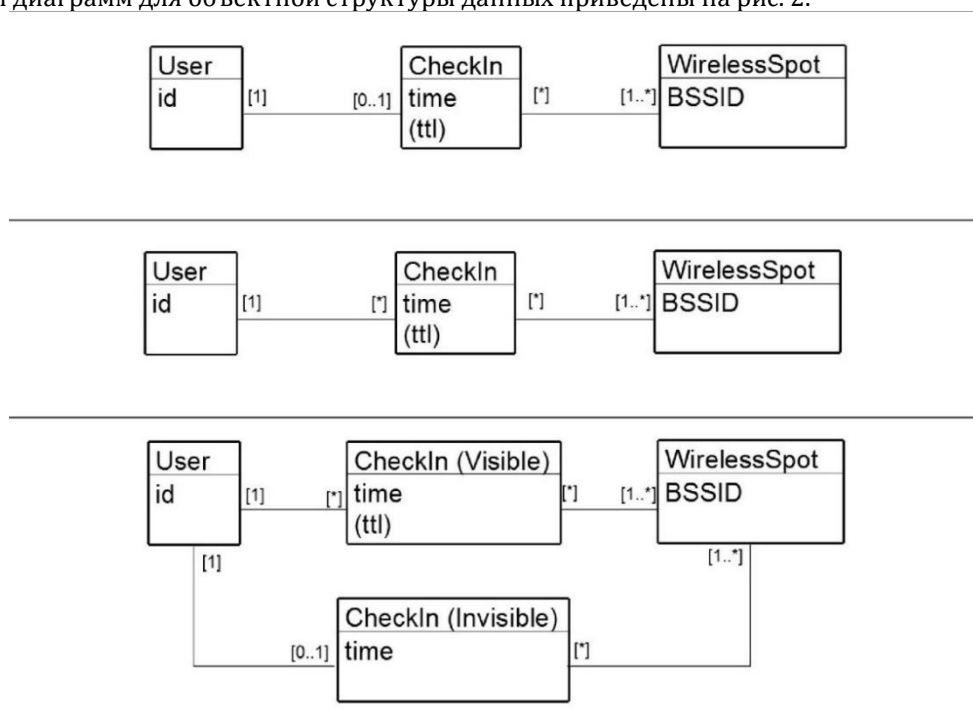 диаграмм для объектной структуры данных приведены на рис. 2.
User CheckIn WirelessSpot
id [1] [0..1] time [*] [1..*] BSSID
(ttl)
User CheckIn WirelessSpot
id [1] [*] time [*] [1..*] BSSID
(ttl)
User CheckIn (Visible) WirelessSpot
id [1] [*] time [*] [1..*] BSSID
(ttl)
[1] [1..*]
CheckIn (Invisible)
[0..1] time [*]